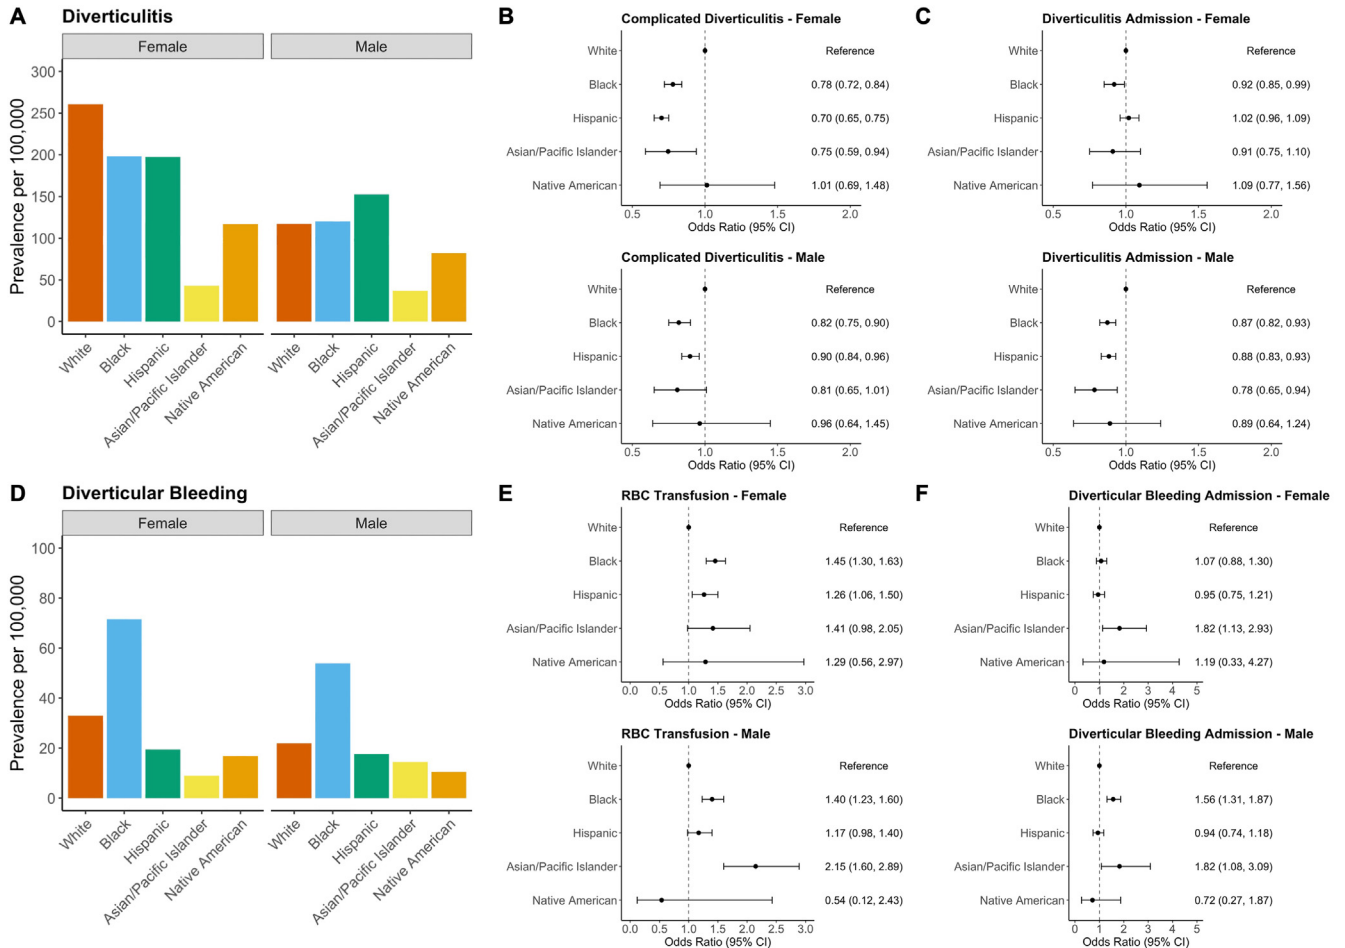 A
Diverticulitis
Female
Male
Prevalence per 100,000
300
250
200
150
100
50
0
White
Black
Hispanic
Asian/Pacific Islander
Native American
White
Black
Hispanic
Asian/Pacific Islander
Native American
B
Complicated Diverticulitis - Female
White Reference
Black 0.78 (0.72, 0.84)
Hispanic 0.70 (0.65, 0.75)
Asian/Pacific Islander 0.75 (0.59, 0.94)
Native American 1.01 (0.69, 1.48)
0.5 1.0 1.5 2.0
Odds Ratio (95% CI)
Complicated Diverticulitis - Male
White Reference
Black 0.82 (0.75, 0.90)
Hispanic 0.90 (0.84, 0.96)
Asian/Pacific Islander 0.81 (0.65, 1.01)
Native American 0.96 (0.64, 1.45)
0.5 1.0 1.5 2.0
Odds Ratio (95% CI)
C
Diverticulitis Admission - Female
White Reference
Black 0.92 (0.85, 0.99)
Hispanic 1.02 (0.96, 1.09)
Asian/Pacific Islander 0.91 (0.75, 1.10)
Native American 1.09 (0.77, 1.56)
0.5 1.0 1.5 2.0
Odds Ratio (95% CI)
Diverticulitis Admission - Male
White Reference
Black 0.87 (0.82, 0.93)
Hispanic 0.88 (0.83, 0.93)
Asian/Pacific Islander 0.78 (0.65, 0.94)
Native American 0.89 (0.64, 1.24)
0.5 1.0 1.5 2.0
Odds Ratio (95% CI)
D
Diverticular Bleeding
Female
Male
Prevalence per 100,000
100
80
60
40
20
0
White
Black
Hispanic
Asian/Pacific Islander
Native American
White
Black
Hispanic
Asian/Pacific Islander
Native American
E
RBC Transfusion - Female
White Reference
Black 1.45 (1.30, 1.63)
Hispanic 1.26 (1.06, 1.50)
Asian/Pacific Islander 1.41 (0.98, 2.05)
Native American 1.29 (0.56, 2.97)
0.0 0.5 1.0 1.5 2.0 2.5 3.0
Odds Ratio (95% CI)
RBC Transfusion - Male
White Reference
Black 1.40 (1.23, 1.60)
Hispanic 1.17 (0.98, 1.40)
Asian/Pacific Islander 2.15 (1.60, 2.89)
Native American 0.54 (0.12, 2.43)
0.0 0.5 1.0 1.5 2.0 2.5 3.0
Odds Ratio (95% CI)
F
Diverticular Bleeding Admission - Female
White Reference
Black 1.07 (0.88, 1.30)
Hispanic 0.95 (0.75, 1.21)
Asian/Pacific Islander 1.82 (1.13, 2.93)
Native American 1.19 (0.33, 4.27)
0 1 2 3 4 5
Odds Ratio (95% CI)
Diverticular Bleeding Admission - Male
White Reference
Black 1.56 (1.31, 1.87)
Hispanic 0.94 (0.74, 1.18)
Asian/Pacific Islander 1.82 (1.08, 3.09)
Native American 0.72 (0.27, 1.87)
0 1 2 3 4 5
Odds Ratio (95% CI)